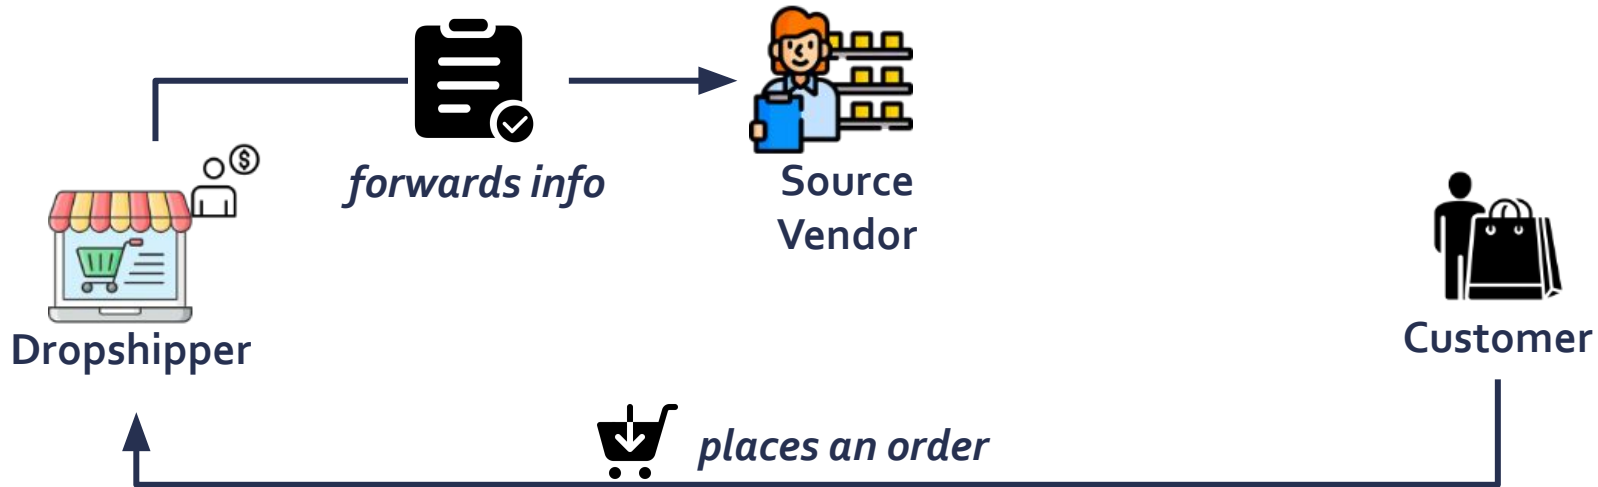 forwards info
Source
Vendor
Dropshipper
Customer
places an order
$